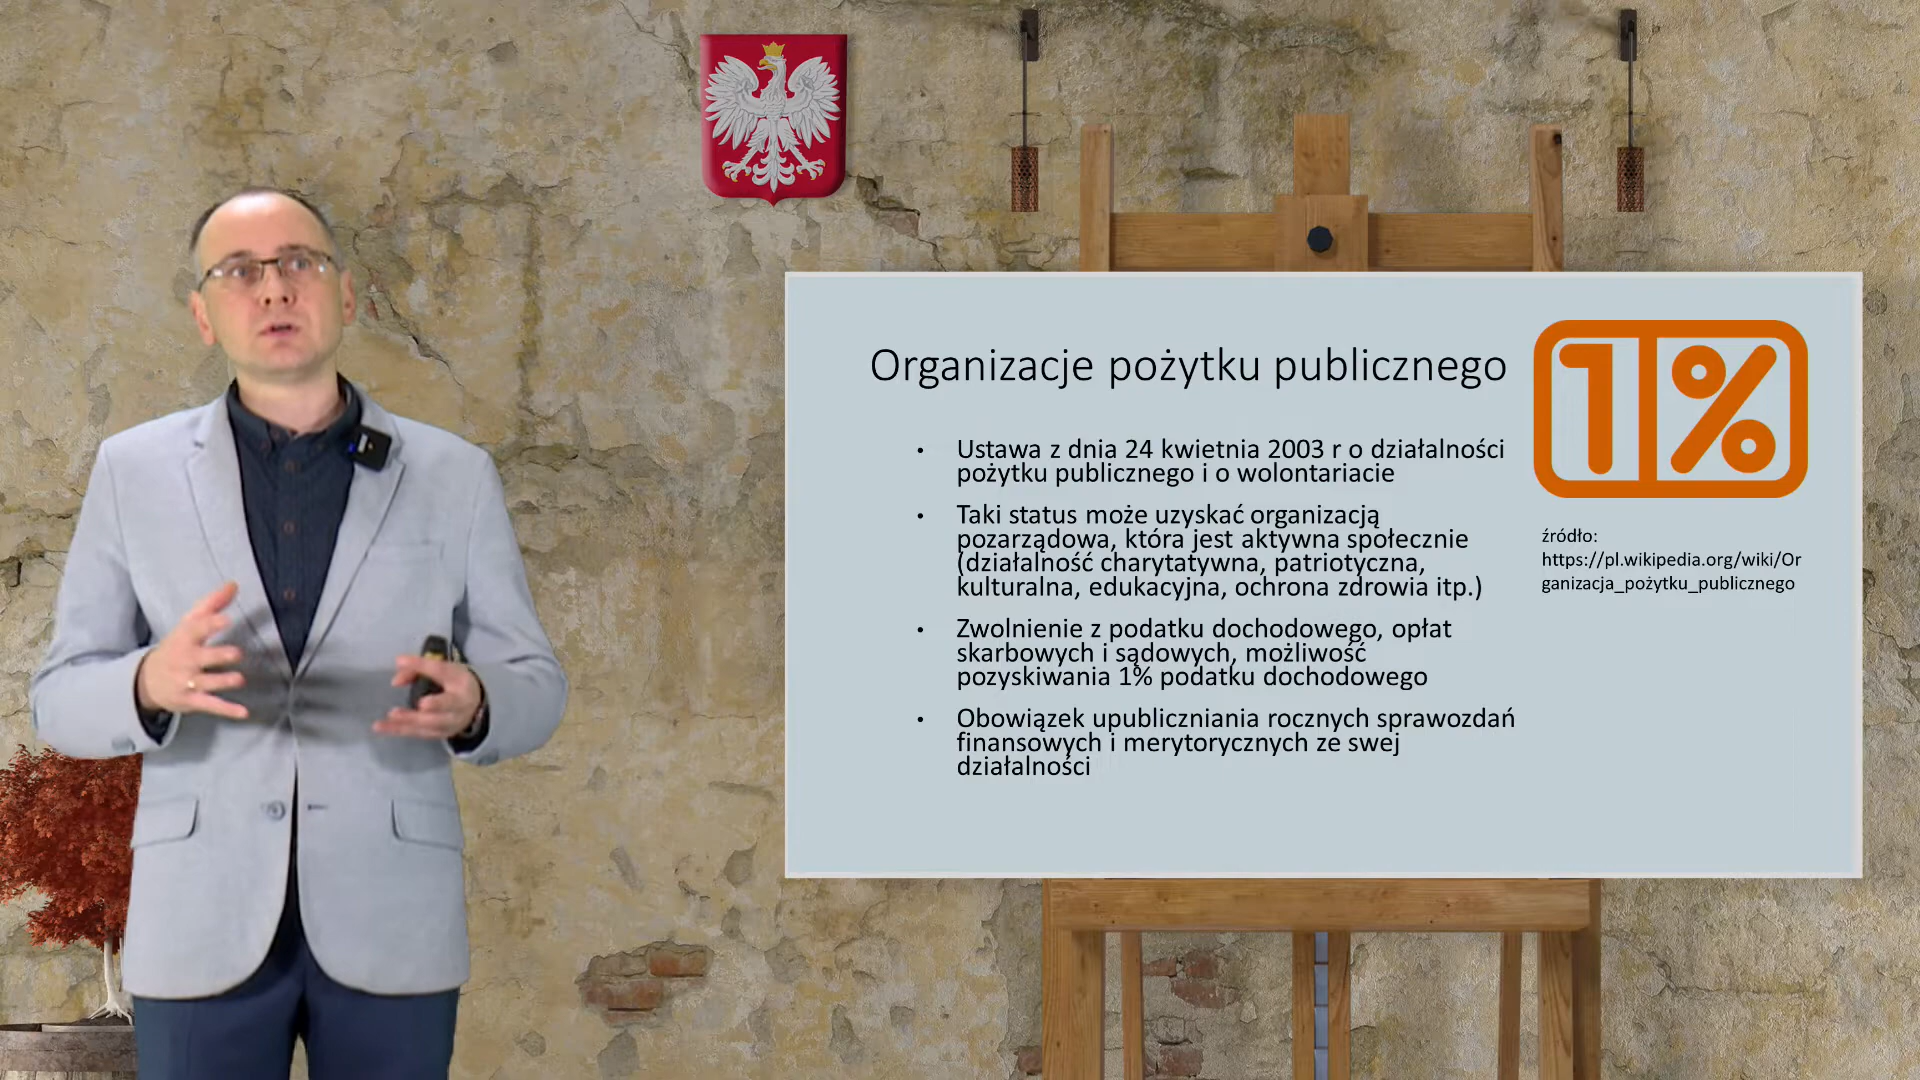 Organizacje pożytku publicznego
1%
Ustawa z dnia 24 kwietnia 2003 r o działalności
pożytku publicznego i o wolontariacie
Taki status może uzyskać organizacją
pozarządowa, która jest aktywna społecznie
(działalność charytatywna, patriotyczna,
kulturalna, edukacyjna, ochrona zdrowia itp.)
Zwolnienie z podatku dochodowego, opłat
skarbowych i sądowych, możliwość
pozyskiwania 1% podatku dochodowego
Obowiązek upubliczniania rocznych sprawozdań
finansowych i merytorycznych ze swej
działalności
źródło:
https://pl.wikipedia.org/wiki/Or
ganizacja_pożytku_publicznego